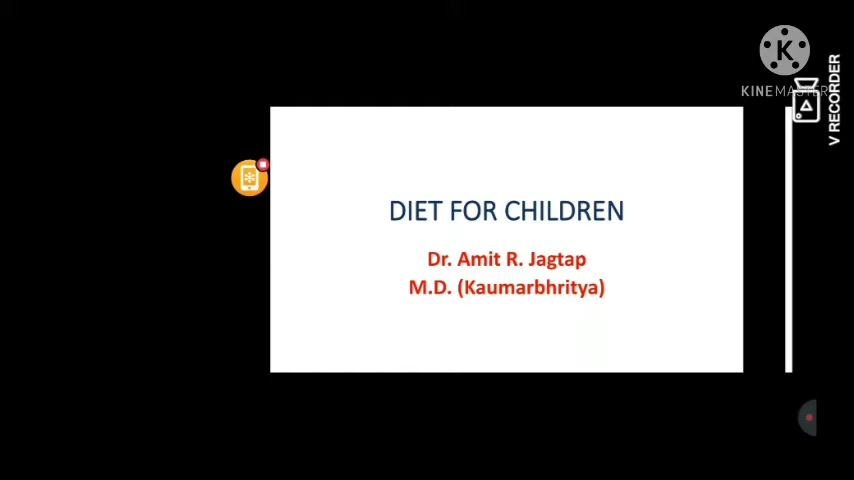 KINEMASTER
V RECORDER
DIET FOR CHILDREN
Dr. Amit R. Jagtap
M.D. (Kaumarbhritya)